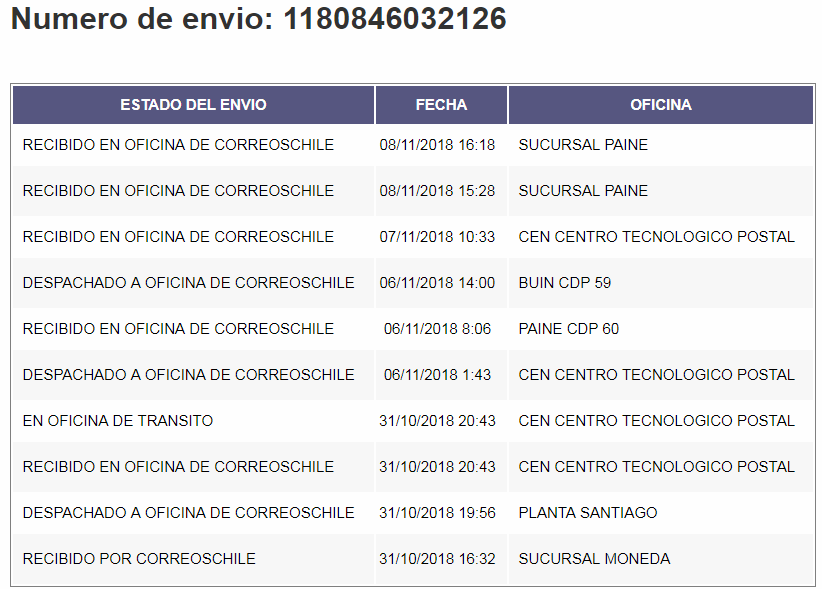 Numero de envio: 1180846032126
ESTADO DEL ENVIO FECHA OFICINA
RECIBIDO EN OFICINA DE CORREOSCHILE 08/11/2018 16:18 SUCURSAL PAINE
RECIBIDO EN OFICINA DE CORREOSCHILE 08/11/2018 15:28 SUCURSAL PAINE
RECIBIDO EN OFICINA DE CORREOSCHILE 07/11/2018 10:33 CEN CENTRO TECNOLOGICO POSTAL
DESPACHADO A OFICINA DE CORREOSCHILE 06/11/2018 14:00 BUIN CDP 59
RECIBIDO EN OFICINA DE CORREOSCHILE 06/11/2018 8:06 PAINE CDP 60
DESPACHADO A OFICINA DE CORREOSCHILE 06/11/2018 1:43 CEN CENTRO TECNOLOGICO POSTAL
EN OFICINA DE TRANSITO 31/10/2018 20:43 CEN CENTRO TECNOLOGICO POSTAL
RECIBIDO EN OFICINA DE CORREOSCHILE 31/10/2018 20:43 CEN CENTRO TECNOLOGICO POSTAL
DESPACHADO A OFICINA DE CORREOSCHILE 31/10/2018 19:56 PLANTA SANTIAGO
RECIBIDO POR CORREOSCHILE 31/10/2018 16:32 SUCURSAL MONEDA